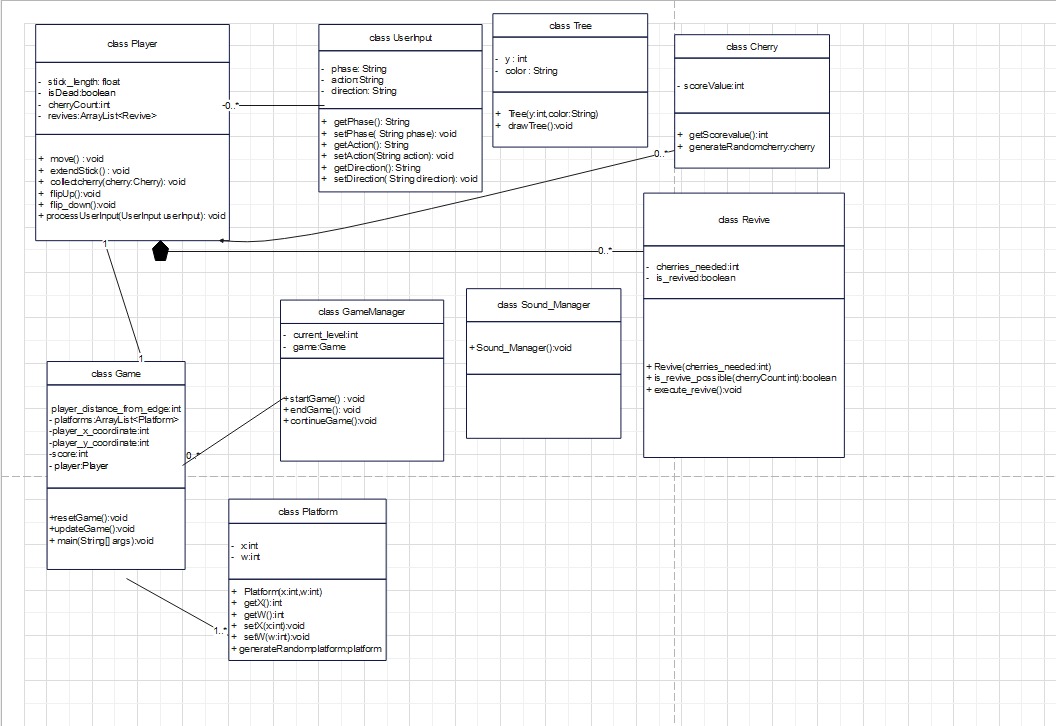 class Player
- stick_length: float
- isDead:boolean
- cherryCount:int
- revives:ArrayList<Revive>
+ move() : void
+ extendStick() : void
+ collectcherry(cherry:Cherry): void
+ flipUp():void
+ flip_down():void
+ processUserInput(UserInput userInput): void
-0..*
class UserInput
- phase: String
- action:String
- direction: String
+ getPhase(): String
+ setPhase( String phase): void
+ getAction(): String
+ setAction(String action): void
+ getDirection(): String
+ setDirection( String direction): void
class Tree
- y : int
- color : String
+ Tree(y:int,color:String)
+ drawTree():void
class Cherry
- scoreValue:int
+ getScorevalue():int
+ generateRandomcherry:cherry
0..*
class Revive
- cherries_needed:int
- is_revived:boolean
+ Revive(cherries_needed:int)
+ is_revive_possible(cherryCount:int):boolean
+ execute_revive():void
0..*
1
1
class Game
player_distance_from_edge:int
- platforms:ArrayList<Platform>
-player_x_coordinate:int
-player_y_coordinate:int
-score:int
- player:Player
+resetGame():void
+updateGame():void
+ main(String[] args):void
0..*
class GameManager
- current_level:int
- game:Game
+startGame() : void
+endGame(): void
+continueGame():void
class Sound_Manager
+Sound_Manager():void
class Platform
- x:int
- w:int
+ Platform(x:int,w:int)
+ getX():int
+ getW():int
+ setX(x:int):void
+ setW(w:int):void
+ generateRandomplatform:platform
1..*